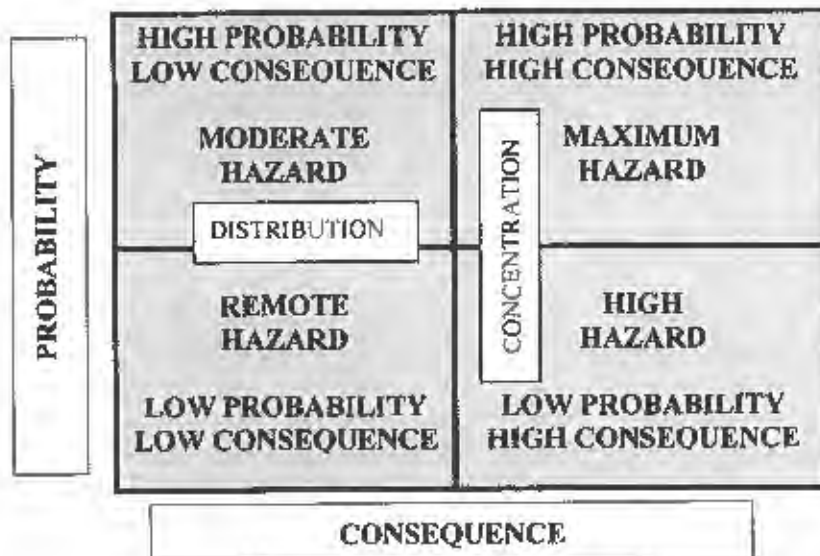 HIGH PROBABILITY
LOW CONSEQUENCE
MODERATE
HAZARD
HIGH PROBABILITY
HIGH CONSEQUENCE
MAXIMUM
HAZARD
DISTRIBUTION
CONCENTRATION
PROBABILITY
REMOTE
HAZARD
LOW PROBABILITY
LOW CONSEQUENCE
HIGH
HAZARD
LOW PROBABILITY
HIGH CONSEQUENCE
CONSEQUENCE